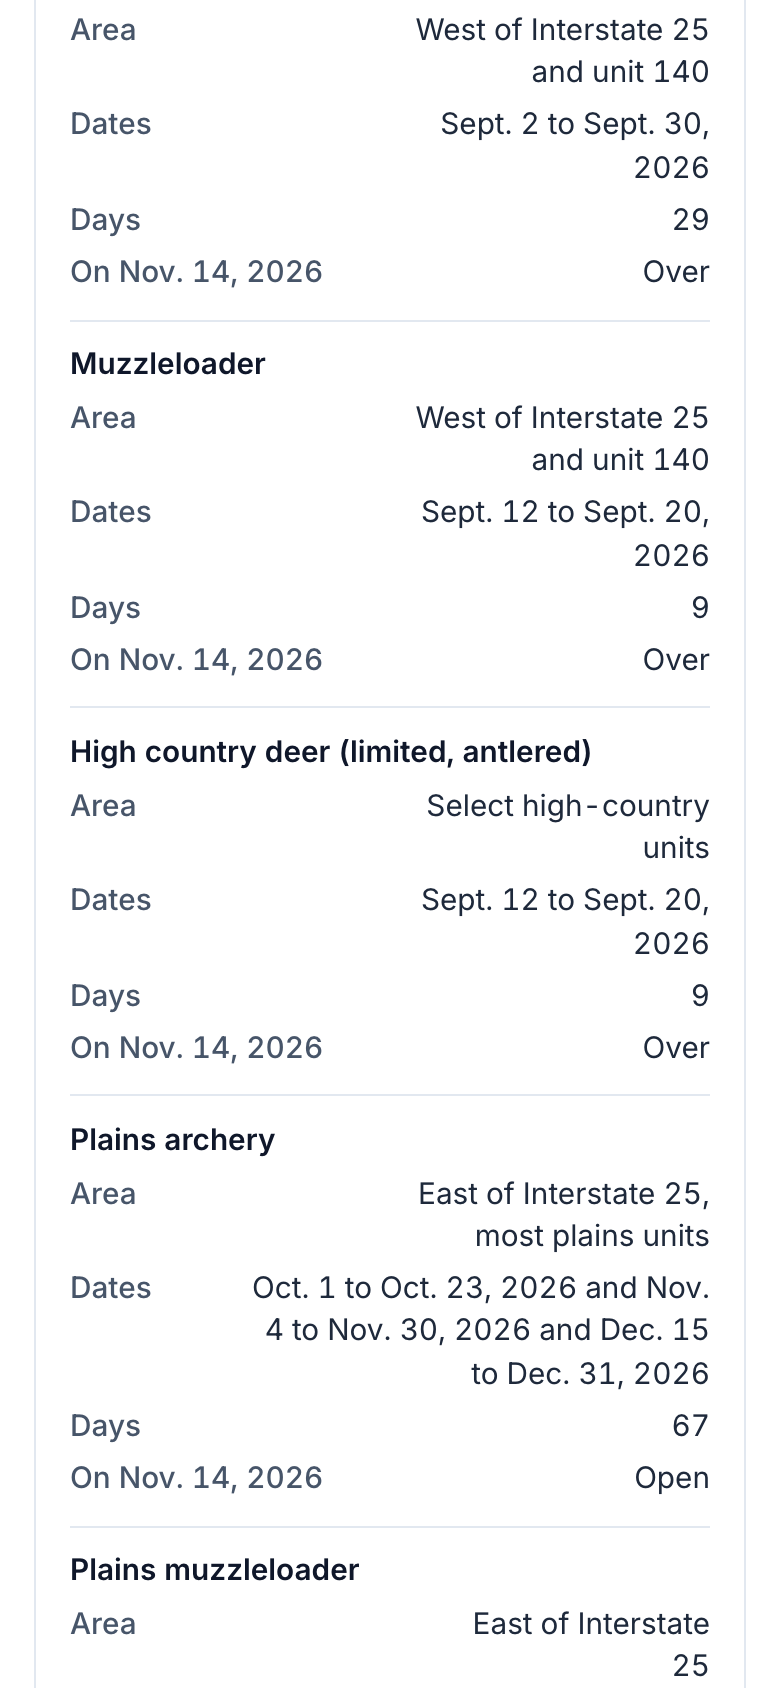 Area West of Interstate 25
and unit 140
Dates Sept. 2 to Sept. 30,
2026
Days 29
On Nov. 14, 2026 Over
Muzzleloader
Area West of Interstate 25
and unit 140
Dates Sept. 12 to Sept. 20,
2026
Days 9
On Nov. 14, 2026 Over
High country deer (limited, antlered)
Area Select high-country
units
Dates Sept. 12 to Sept. 20,
2026
Days 9
On Nov. 14, 2026 Over
Plains archery
Area East of Interstate 25,
most plains units
Dates Oct. 1 to Oct. 23, 2026 and Nov.
4 to Nov. 30, 2026 and Dec. 15
to Dec. 31, 2026
Days 67
On Nov. 14, 2026 Open
Plains muzzleloader
Area East of Interstate
25